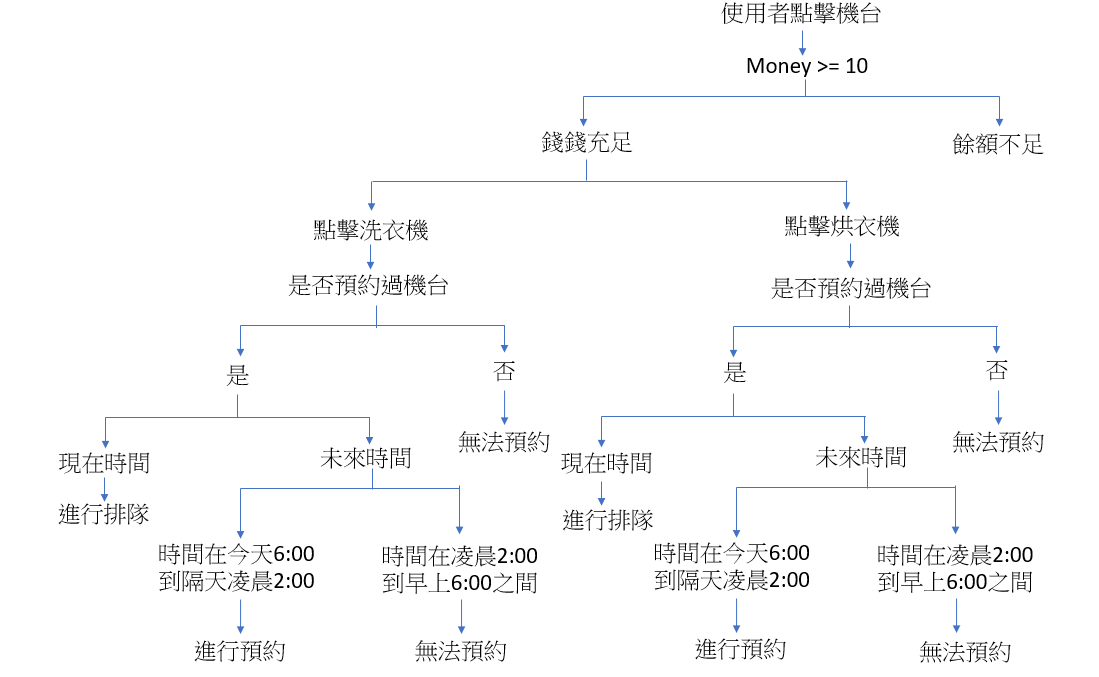 使用者點擊機台
Money >= 10
錢錢充足
餘額不足
點擊洗衣機
點擊烘衣機
是否預約過機台
是否預約過機台
是
否
是
否
無法預約
無法預約
現在時間
未來時間
現在時間
未來時間
進行排隊
進行排隊
時間在今天6:00
到隔天凌晨2:00
時間在凌晨2:00
到早上6:00之間
時間在今天6:00
到隔天凌晨2:00
時間在凌晨2:00
到早上6:00之間
進行預約
無法預約
進行預約
無法預約